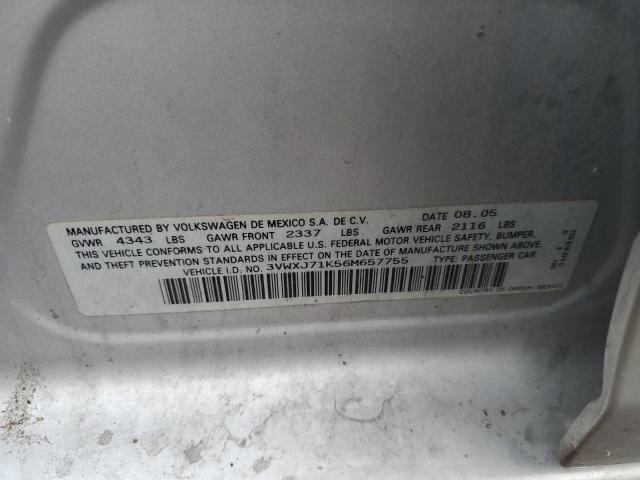 MANUFACTURED BY VOLKSWAGEN DE MEXICO S.A. DE C.V. DATE 08.05
GVWR 4343 LBS GAWR FRONT 2337 LBS GAWR REAR 2116 LBS
THIS VEHICLE CONFORMS TO ALL APPLICABLE U.S. FEDERAL MOTOR VEHICLE SAFETY, BUMPER,
AND THEFT PREVENTION STANDARDS IN EFFECT ON THE DATE OF MANUFACTURE SHOWN ABOVE.
VEHICLE I.D. NO. 3VWXJ71K56M657755 TYPE: PASSENGER CAR
COUNTRY OF ORIGIN: MEXICO